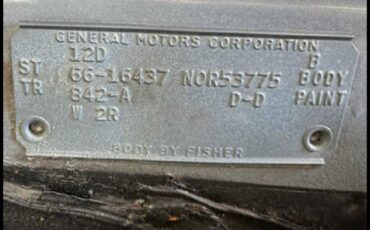 GENERAL MOTORS CORPORATION
12D B
ST 66-16437 NOR53775 BODY
TR 842-A D-D PAINT
W 2R
BODY BY FISHER